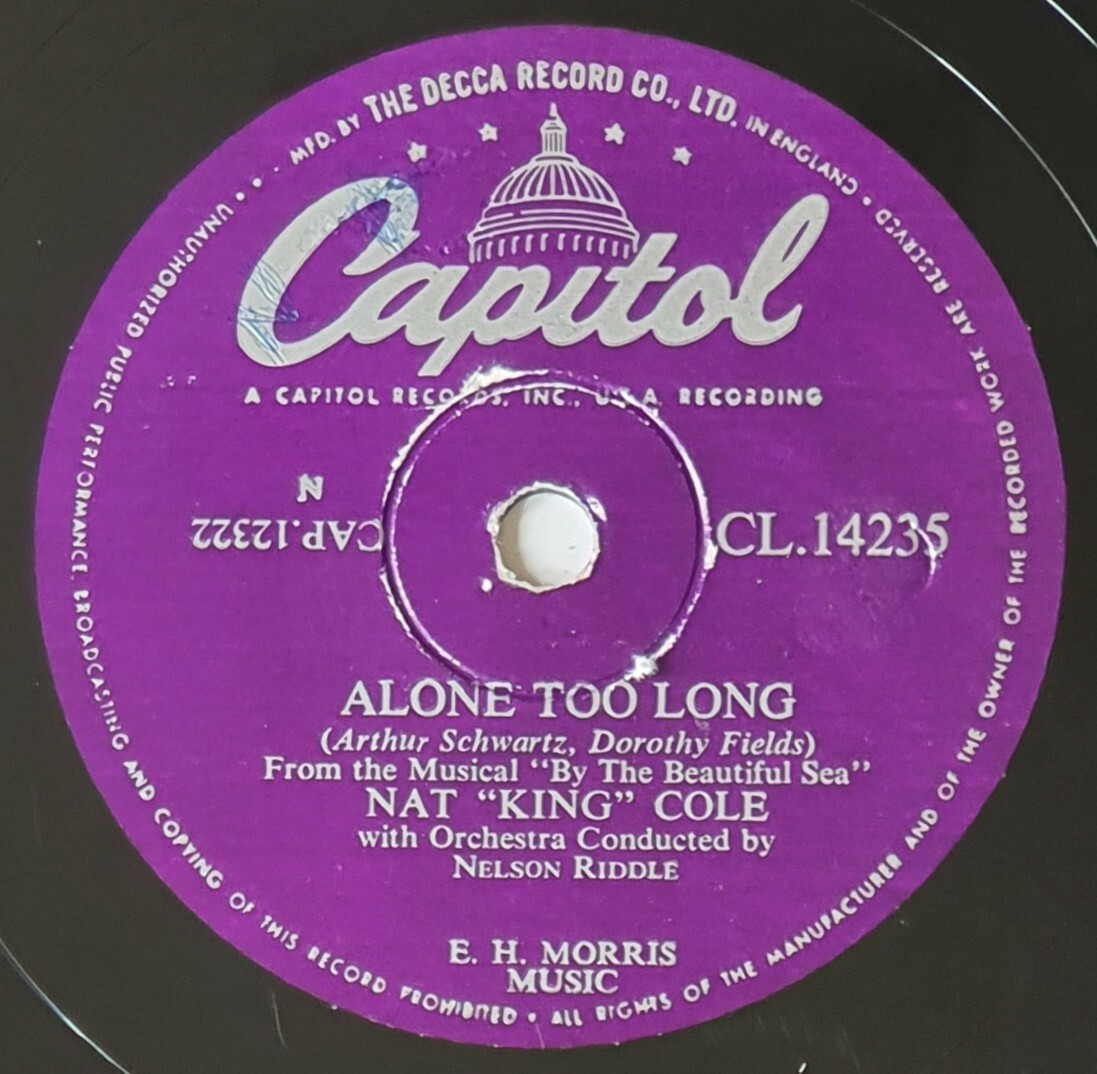 MFD. BY THE DECCA RECORD CO., LTD. IN ENGLAND • ALL RIGHTS OF THE MANUFACTURER AND OF THE OWNER OF THE RECORDED WORK ARE RESERVED • UNAUTHORIZED PUBLIC PERFORMANCE, BROADCASTING AND COPYING OF THIS RECORD PROHIBITED •
Capitol
A CAPITOL RECORDS, INC., U.S.A. RECORDING
N
CAP.12322
CL.14235
ALONE TOO LONG
(Arthur Schwartz, Dorothy Fields)
From the Musical “By The Beautiful Sea”
NAT “KING” COLE
with Orchestra Conducted by
NELSON RIDDLE
E. H. MORRIS
MUSIC